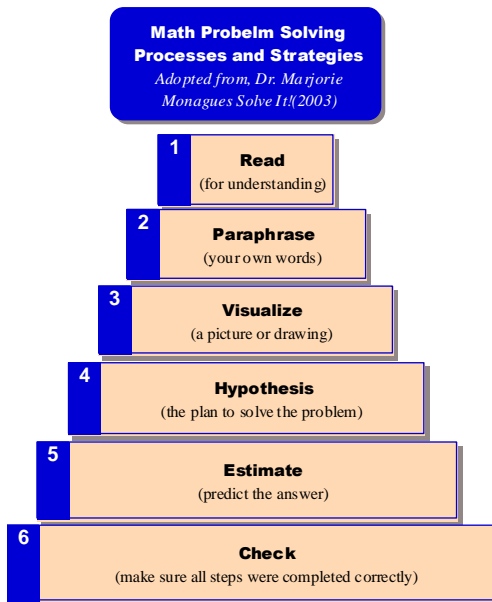 Math Probelm Solving
Processes and Strategies
Adopted from, Dr. Marjorie
Monagues Solve It!(2003)
1
Read
(for understanding)
2
Paraphrase
(your own words)
3
Visualize
(a picture or drawing)
4
Hypothesis
(the plan to solve the problem)
5
Estimate
(predict the answer)
6
Check
(make sure all steps were completed correctly)